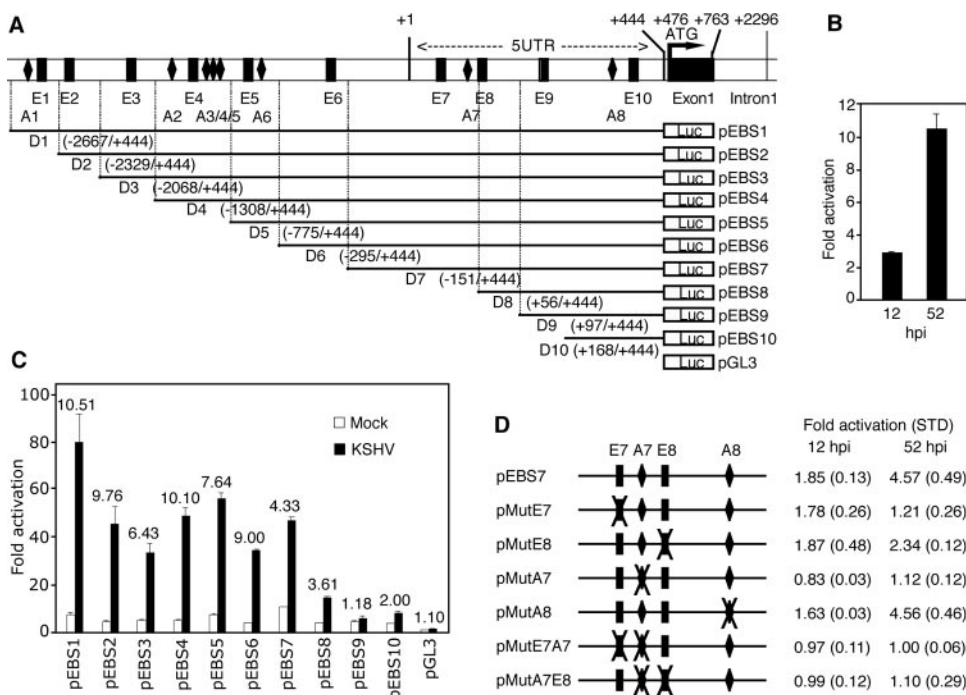 A
+1
+444
+476
+763
+2296
ATG
<----------- 5UTR ----------->
E1 E2 E3 E4 E5 E6 E7 E8 E9 E10 Exon1 Intron1
A1 A2 A3/4/5 A6 A7 A8
Luc pEBS1
D1 (-2667/+444)
Luc pEBS2
D2 (-2329/+444)
Luc pEBS3
D3 (-2068/+444)
Luc pEBS4
D4 (-1308/+444)
Luc pEBS5
D5 (-775/+444)
Luc pEBS6
D6 (-295/+444)
Luc pEBS7
D7 (-151/+444)
Luc pEBS8
D8 (+56/+444)
Luc pEBS9
D9 (+97/+444)
Luc pEBS10
D10 (+168/+444)
Luc pGL3
B
Fold activation
12
10
8
6
4
2
0
12 52
hpi
C
Fold activation
100
80
60
40
20
0
Mock
KSHV
10.51
9.76
6.43
10.10
7.64
9.00
4.33
3.61
1.18
2.00
1.10
pEBS1
pEBS2
pEBS3
pEBS4
pEBS5
pEBS6
pEBS7
pEBS8
pEBS9
pEBS10
pGL3
D
Fold activation (STD)
E7 A7 E8 A8 12 hpi 52 hpi
pEBS7 1.85 (0.13) 4.57 (0.49)
pMutE7 1.78 (0.26) 1.21 (0.26)
pMutE8 1.87 (0.48) 2.34 (0.12)
pMutA7 0.83 (0.03) 1.12 (0.12)
pMutA8 1.63 (0.03) 4.56 (0.46)
pMutE7A7 0.97 (0.11) 1.00 (0.06)
pMutA7E8 0.99 (0.12) 1.10 (0.29)